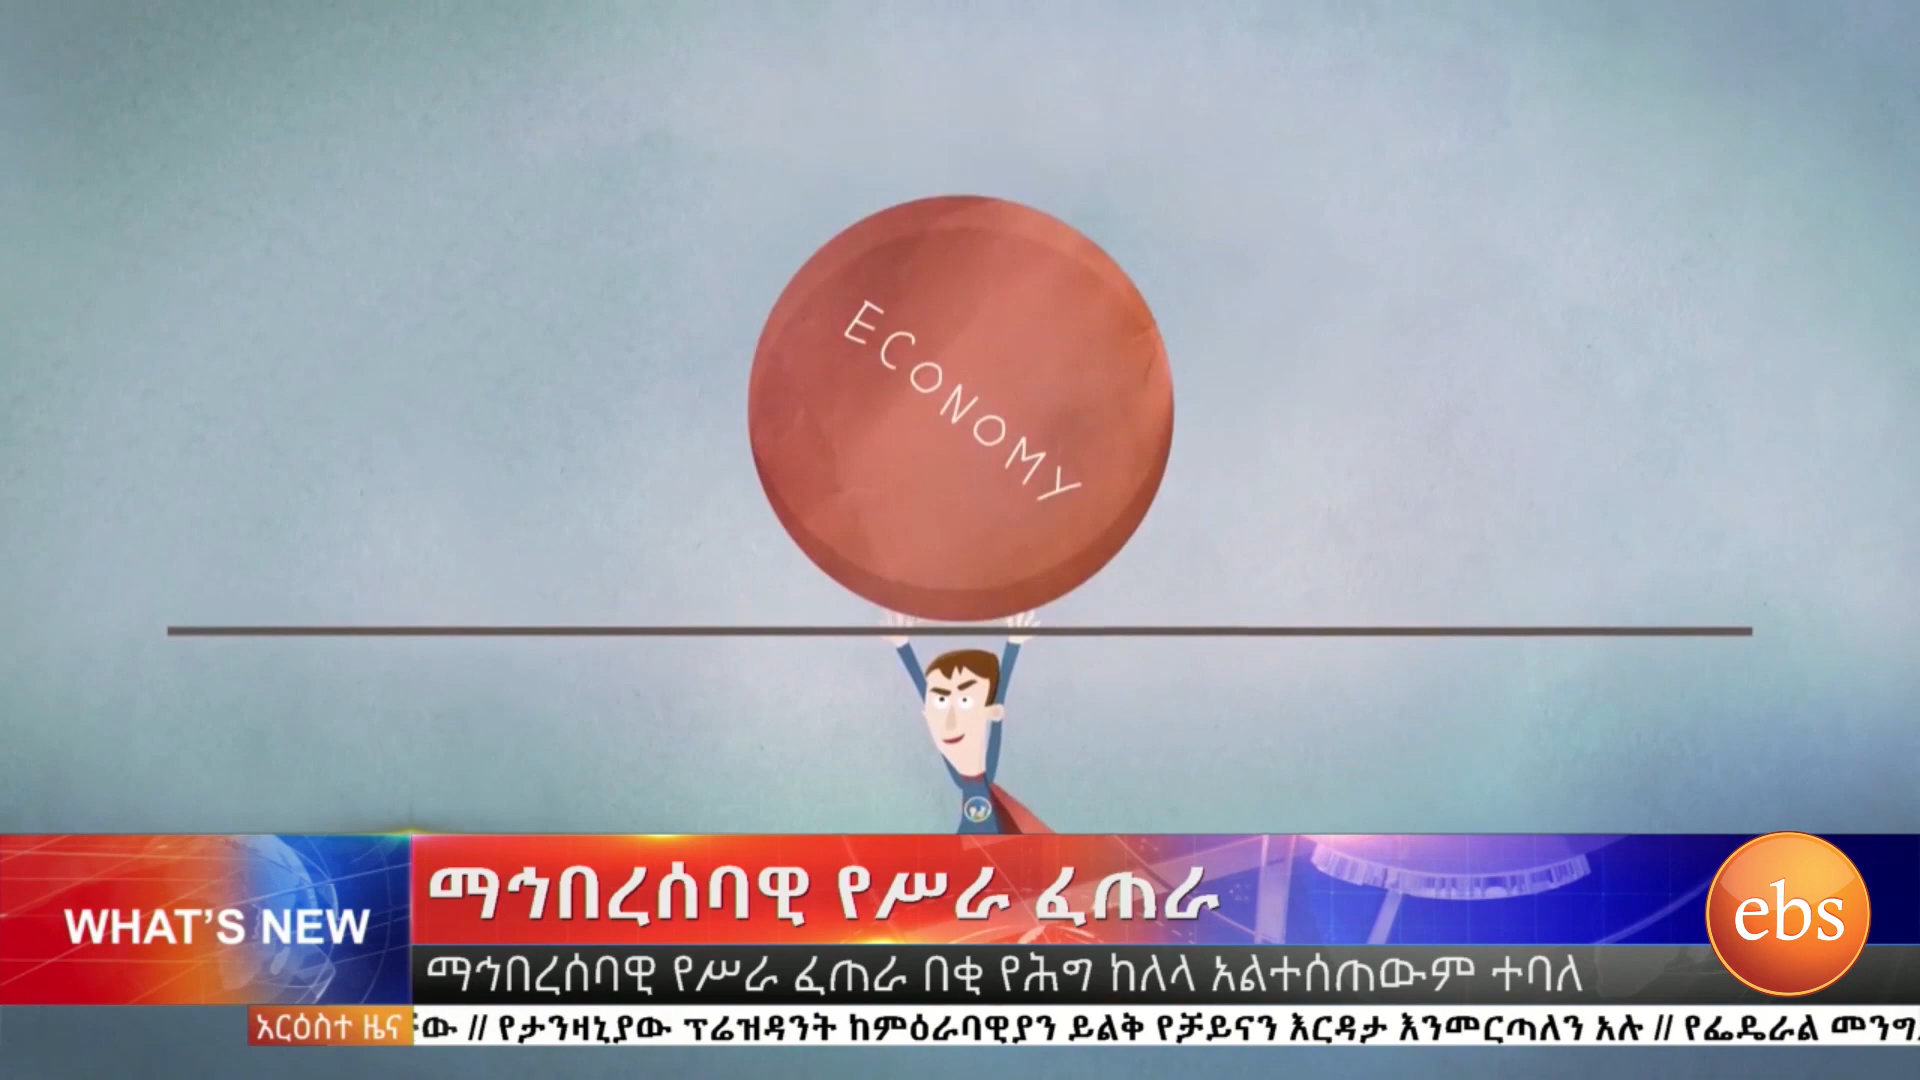 ECONOMY
WHAT'S NEW
ማኅበረሰባዊ የሥራ ፈጠራ
ebs
ማኅበረሰባዊ የሥራ ፈጠራ በቂ የሕግ ከለላ አልተሰጠውም ተባለ
አርዕስተ ዜና
// የታንዛኒያው ፕሬዝዳንት ከምዕራባዊያን ይልቅ የቻይናን እርዳታ እንመርጣለን አሉ // የፌዴራል